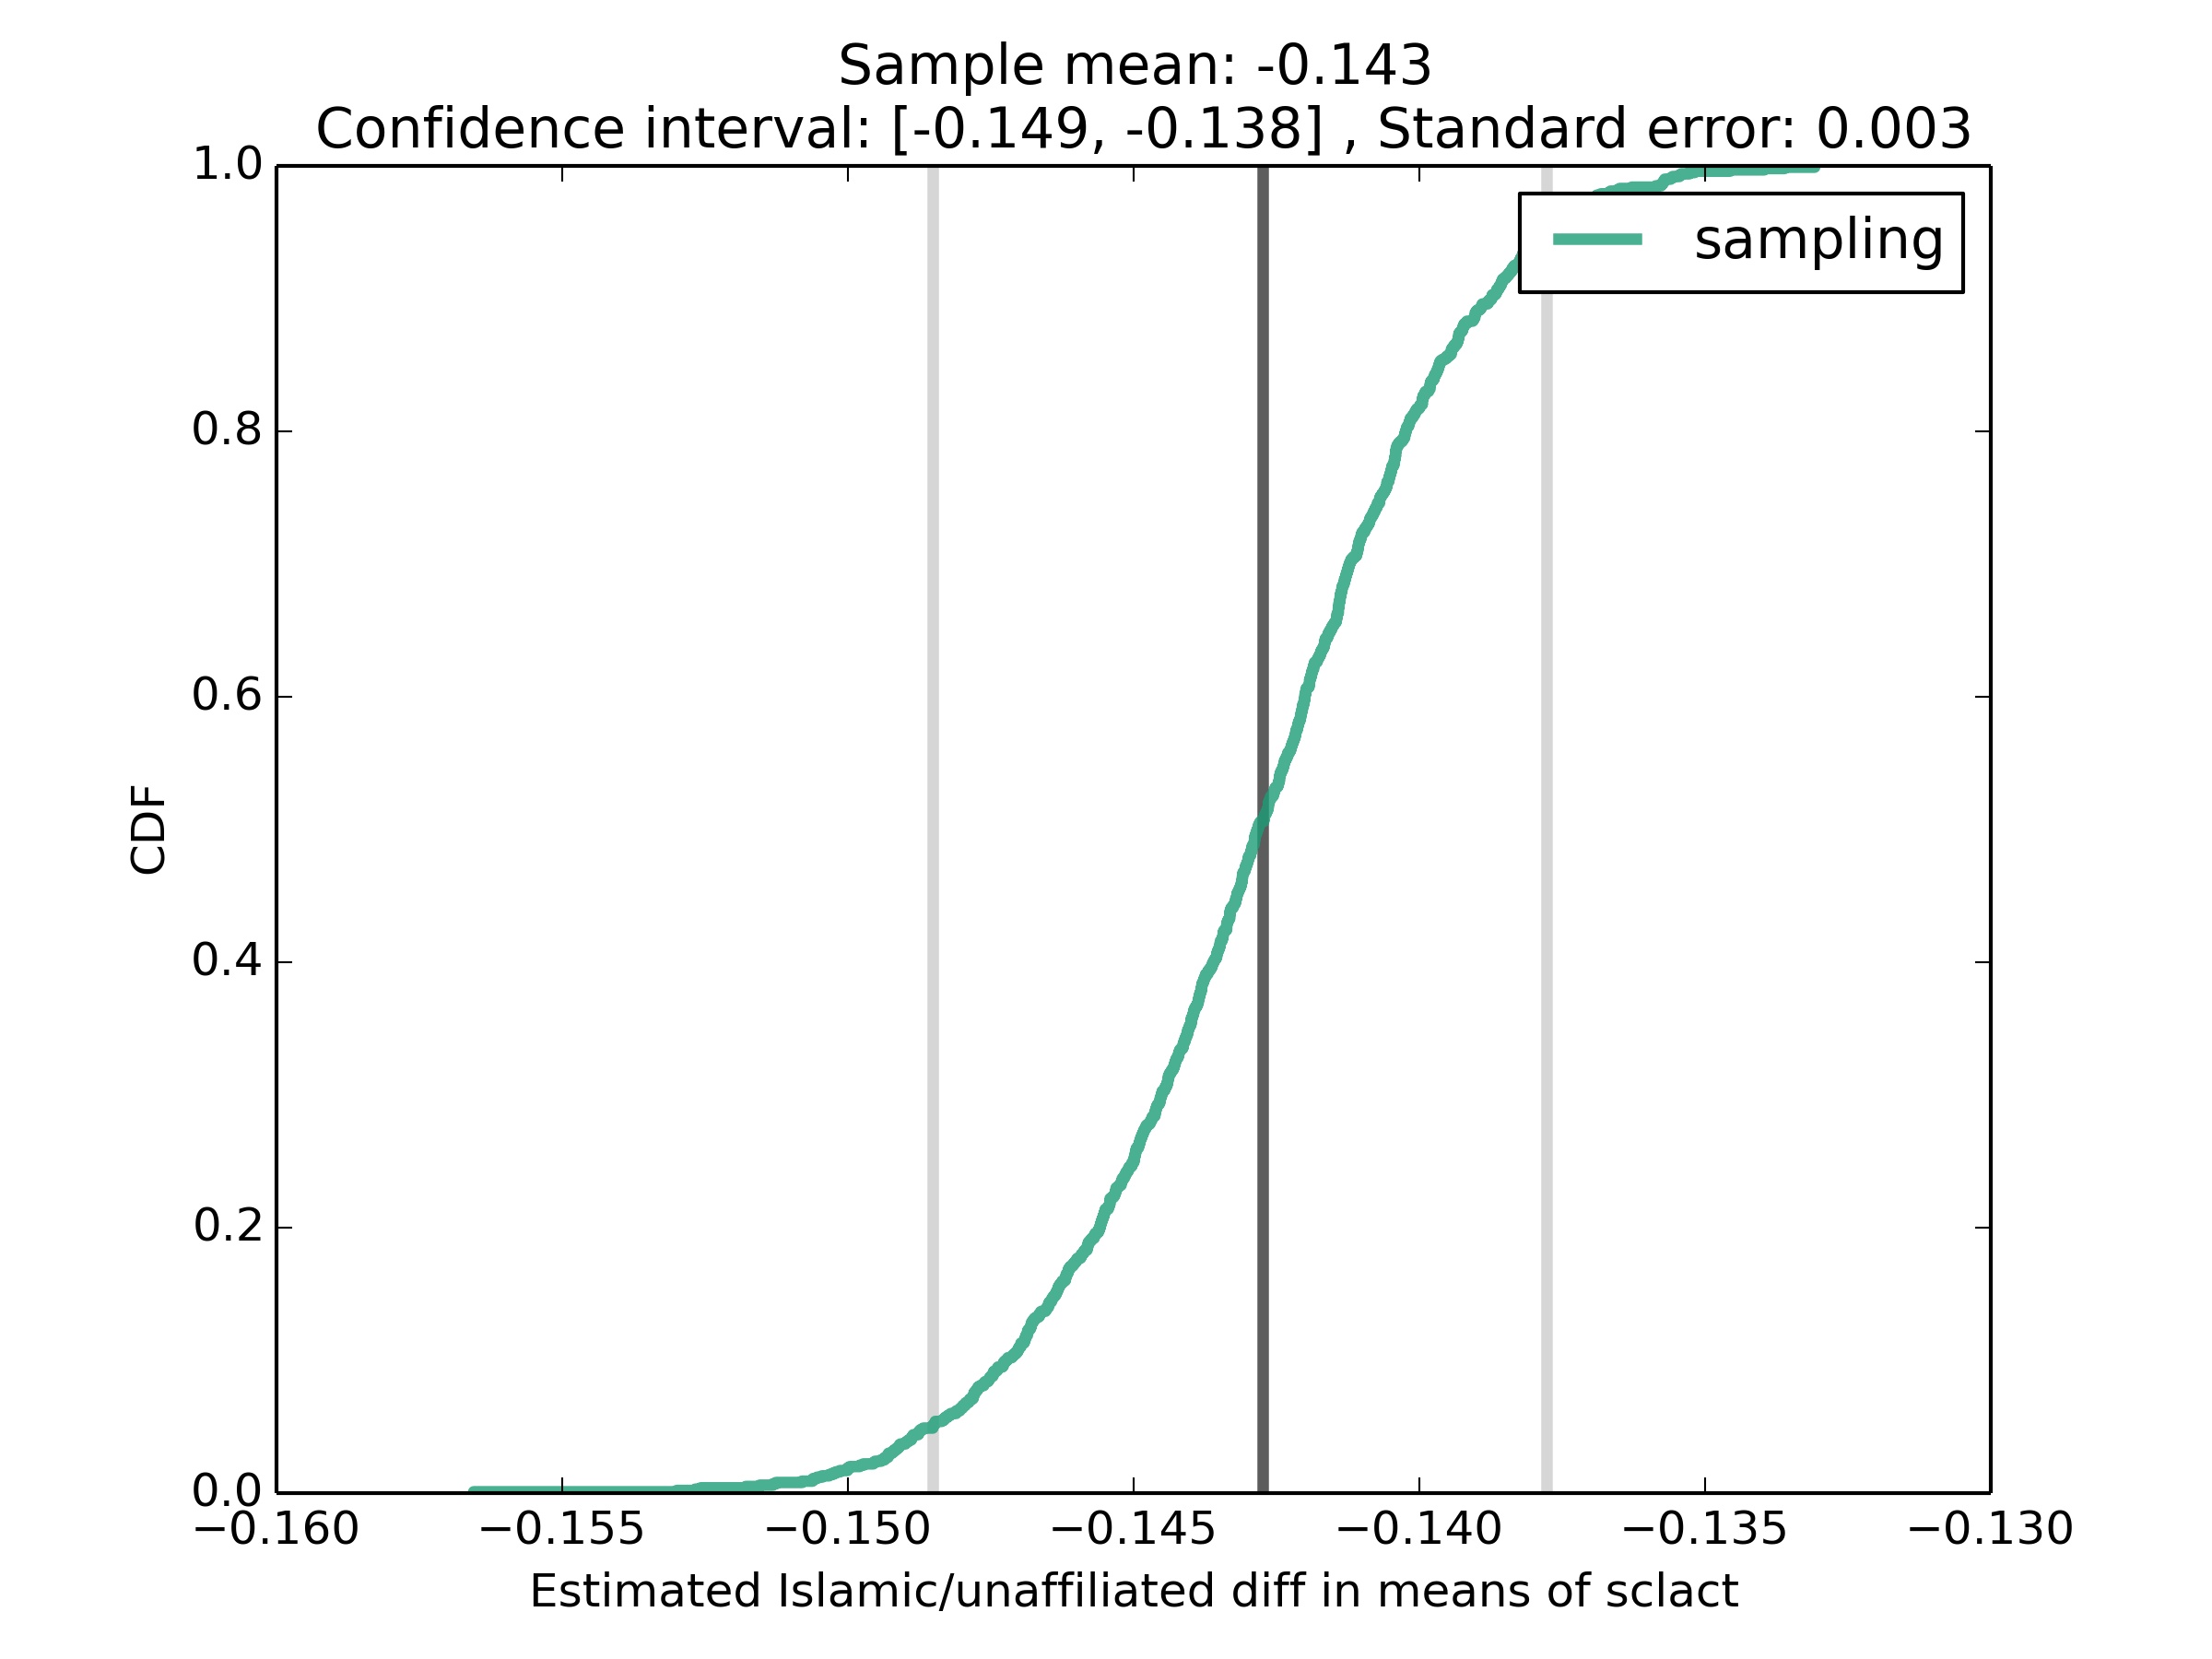 Sample mean: -0.143
Confidence interval: [-0.149, -0.138] , Standard error: 0.003
1.0
sampling
0.8
0.6
CDF
0.4
0.2
0.0
−0.160 −0.155 −0.150 −0.145 −0.140 −0.135 −0.130
Estimated Islamic/unaffiliated diff in means of sclact